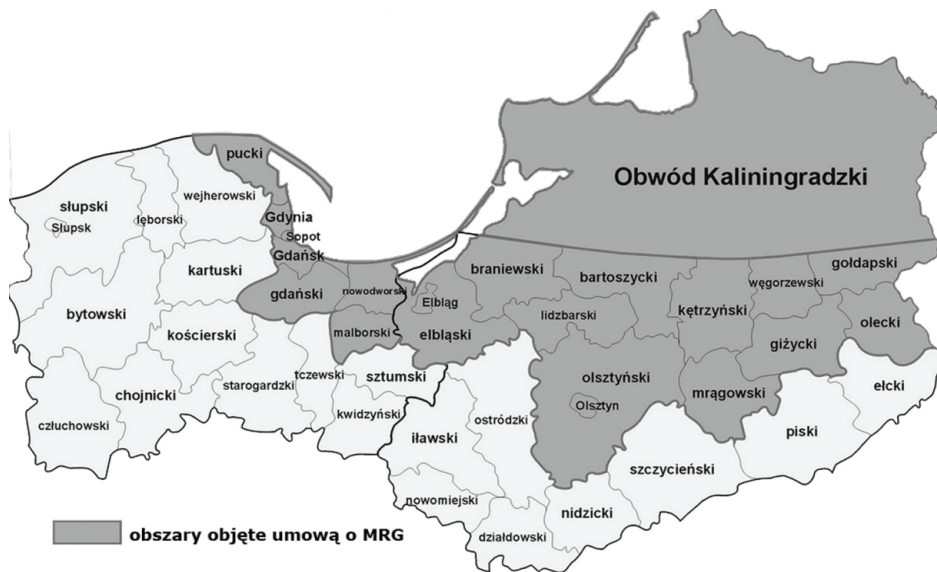 pucki
Obwód Kaliningradzki
wejherowski
słupski
Słupsk
lęborski
Gdynia
Sopot
Gdańsk
kartuski
gdański
nowodworski
braniewski
bartoszycki
gołdapski
węgorzewski
Elbląg
bytowski
kościerski
malborski
elbląski
lidzbarski
kętrzyński
olecki
giżycki
tczewski
sztumski
olsztyński
starogardzki
chojnicki
mrągowski
ełcki
Olsztyn
człuchowski
kwidzyński
ostródzki
iławski
piski
szczycieński
nowomiejski
nidzicki
działdowski
obszary objęte umową o MRG